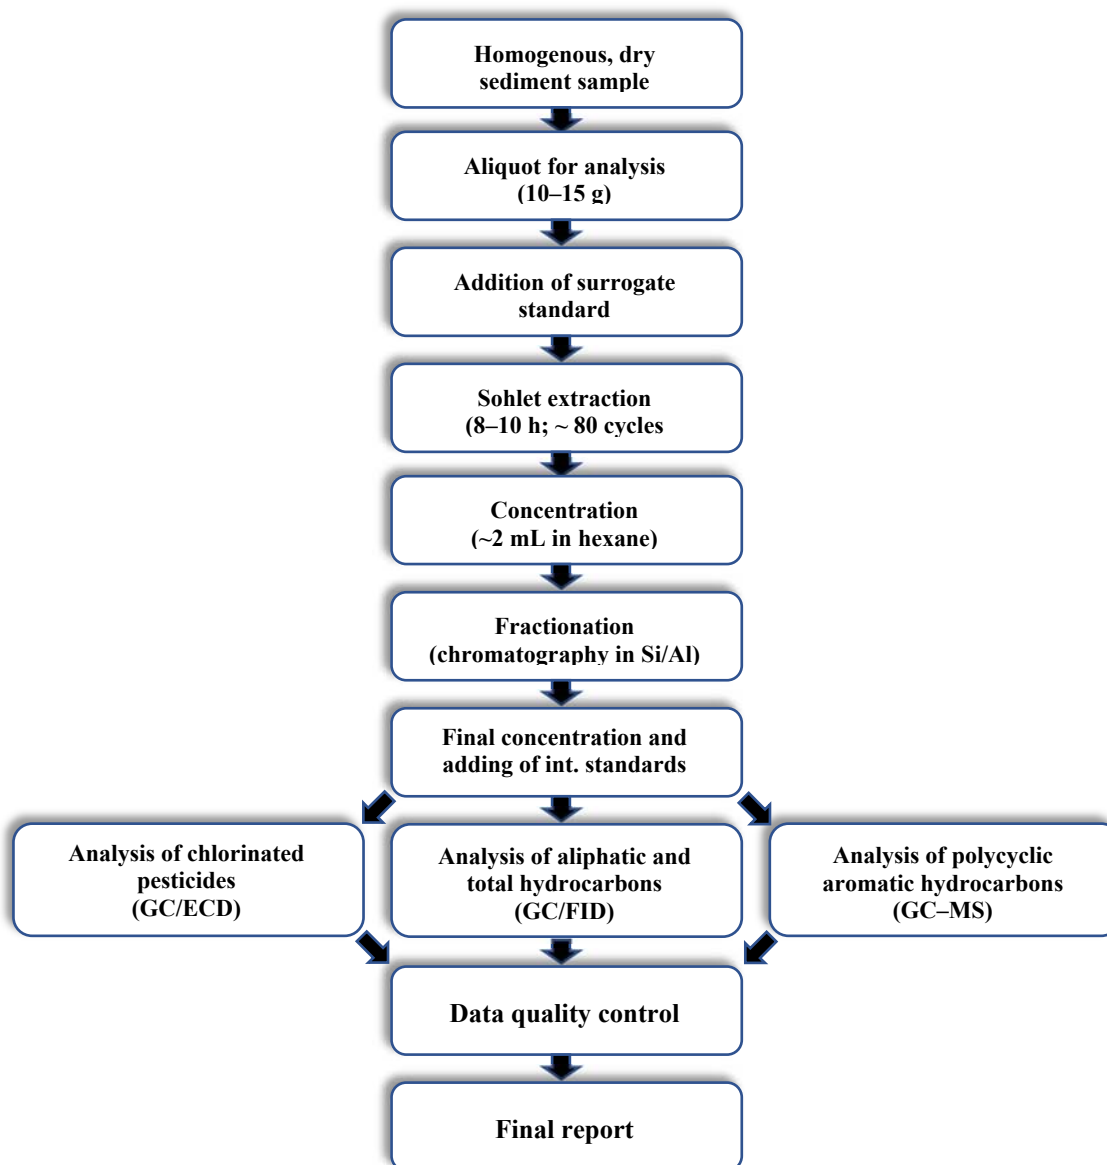 Homogenous, dry
sediment sample
Aliquot for analysis
(10–15 g)
Addition of surrogate
standard
Sohlet extraction
(8–10 h; ~ 80 cycles
Concentration
(~2 mL in hexane)
Fractionation
(chromatography in Si/Al)
Final concentration and
adding of int. standards
Analysis of chlorinated
pesticides
(GC/ECD)
Analysis of aliphatic and
total hydrocarbons
(GC/FID)
Analysis of polycyclic
aromatic hydrocarbons
(GC–MS)
Data quality control
Final report